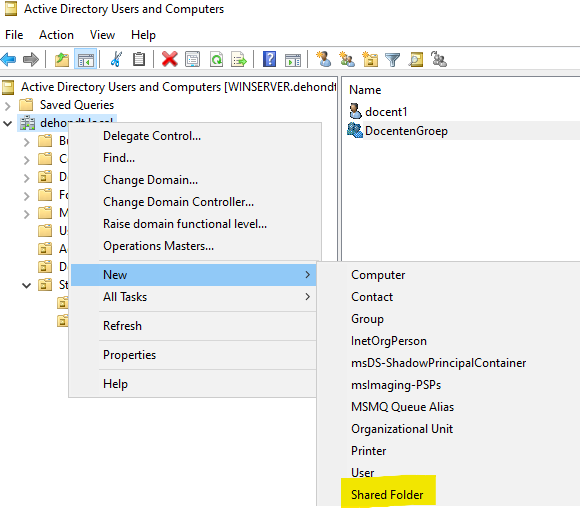 Active Directory Users and Computers
File Action View Help
Active Directory Users and Computers [WINSERVER.dehondt
Name
Saved Queries
docent1
dehondt.local
DocentenGroep
Delegate Control...
Find...
Change Domain...
Change Domain Controller...
Raise domain functional level...
Operations Masters...
New
Computer
All Tasks
Contact
Refresh
Group
InetOrgPerson
Properties
msDS-ShadowPrincipalContainer
Help
msImaging-PSPs
MSMQ Queue Alias
Organizational Unit
Printer
User
Shared Folder